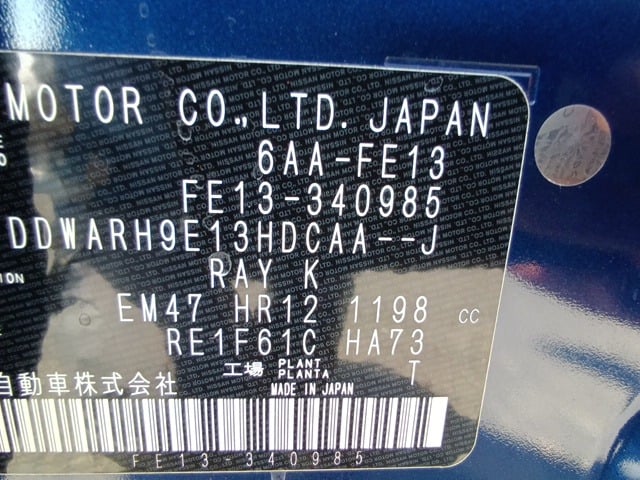 MOTOR CO.,LTD. JAPAN
6AA-FE13
FE13-340985
DDWARH9E13HDCAA--J
RAY K
EM47 HR12 1198 CC
RE1F61C HA73
工場 PLANT PLANTA T
自動車株式会社 MADE IN JAPAN
FE13-340985